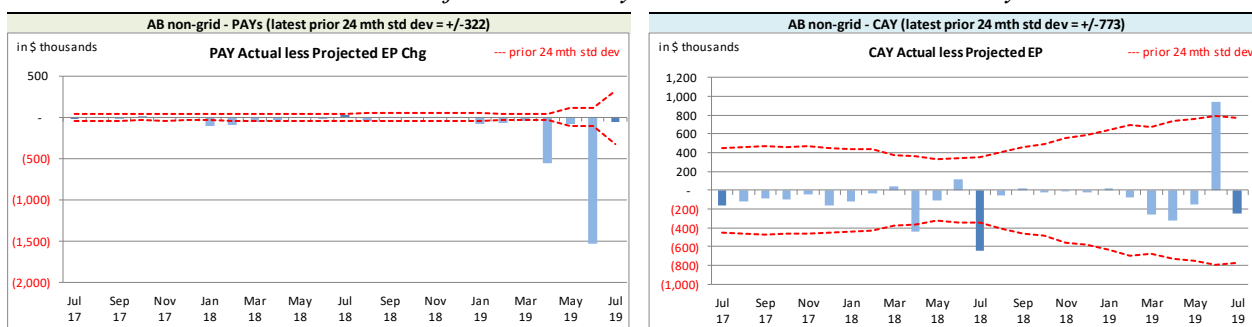 AB non-grid - PAYs (latest prior 24 mth std dev = +/-322)
in $ thousands
PAY Actual less Projected EP Chg
--- prior 24 mth std dev
500
-
(500)
(1,000)
(1,500)
(2,000)
Jul 17 Sep 17 Nov 17 Jan 18 Mar 18 May 18 Jul 18 Sep 18 Nov 18 Jan 19 Mar 19 May 19 Jul 19
AB non-grid - CAY (latest prior 24 mth std dev = +/-773)
in $ thousands
CAY Actual less Projected EP
--- prior 24 mth std dev
1,200
1,000
800
600
400
200
-
(200)
(400)
(600)
(800)
(1,000)
Jul 17 Sep 17 Nov 17 Jan 18 Mar 18 May 18 Jul 18 Sep 18 Nov 18 Jan 19 Mar 19 May 19 Jul 19